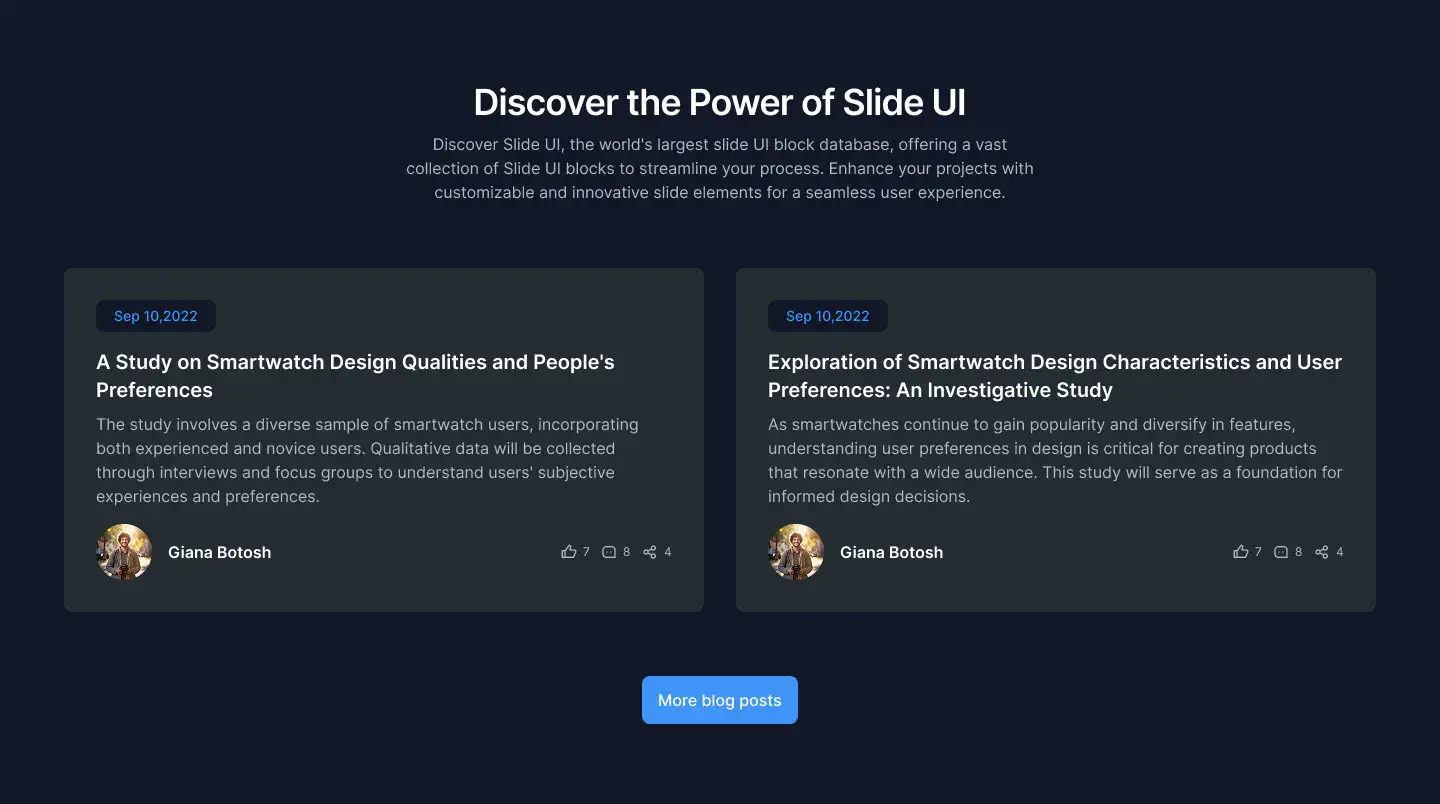 Discover the Power of Slide UI
Discover Slide UI, the world's largest slide UI block database, offering a vast
collection of Slide UI blocks to streamline your process. Enhance your projects with
customizable and innovative slide elements for a seamless user experience.
Sep 10,2022
A Study on Smartwatch Design Qualities and People's
Preferences
The study involves a diverse sample of smartwatch users, incorporating
both experienced and novice users. Qualitative data will be collected
through interviews and focus groups to understand users' subjective
experiences and preferences.
Giana Botosh
7 8 4
Sep 10,2022
Exploration of Smartwatch Design Characteristics and User
Preferences: An Investigative Study
As smartwatches continue to gain popularity and diversify in features,
understanding user preferences in design is critical for creating products
that resonate with a wide audience. This study will serve as a foundation for
informed design decisions.
Giana Botosh
7 8 4
More blog posts